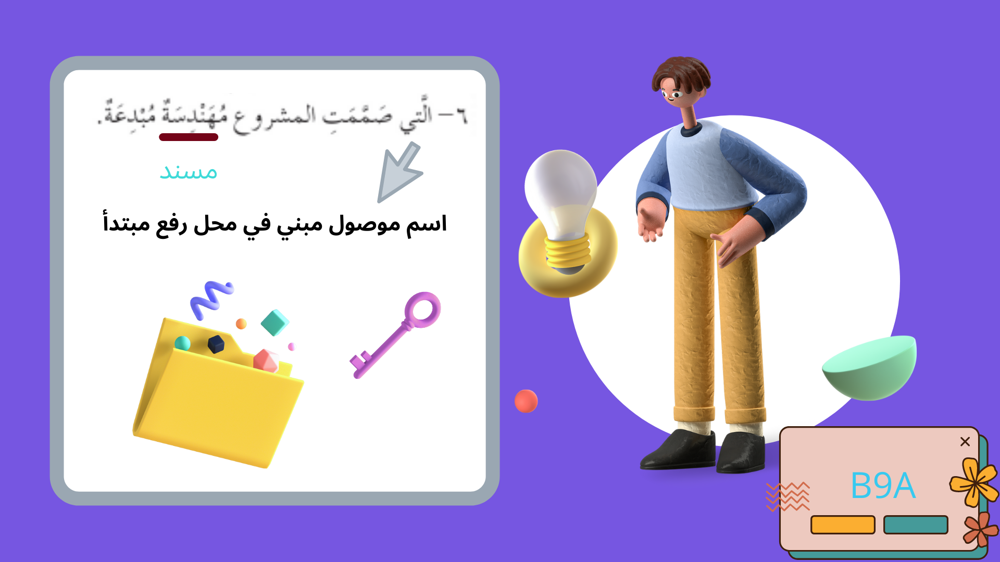 ٦- الَّتي صَمَّمَتِ المشروع مُهَنْدِسَةٌ مُبْدِعَةٌ.
مسند
اسم موصول مبني في محل رفع مبتدأ
B9A